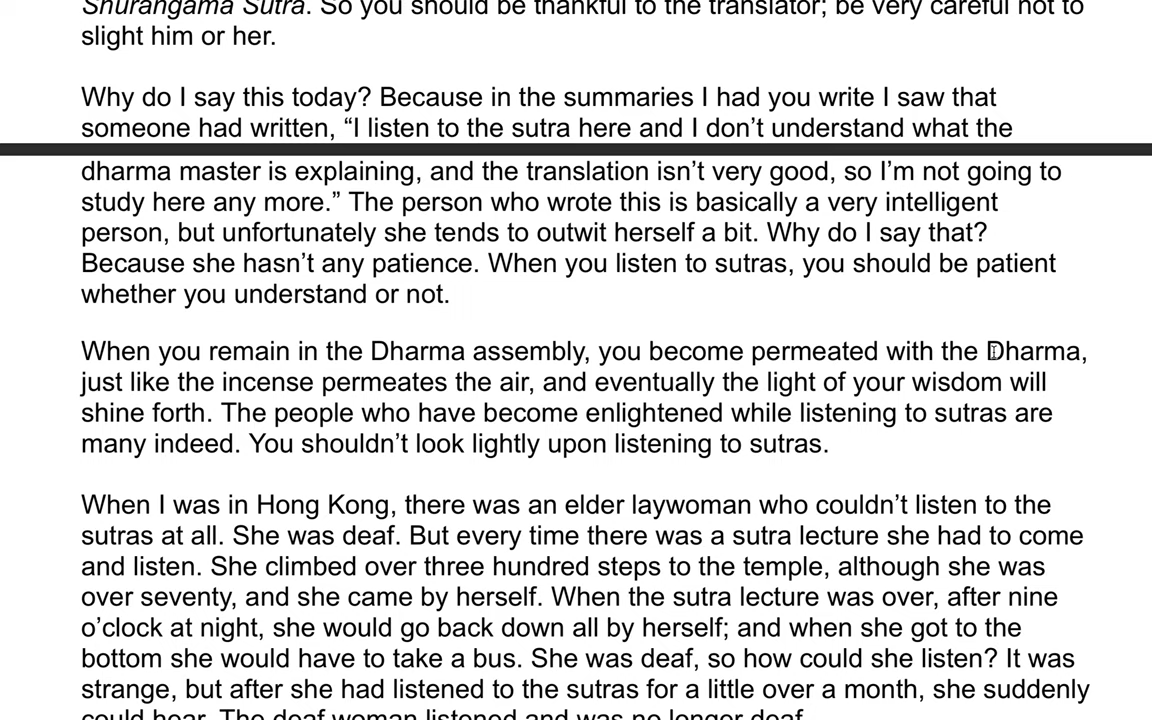 Shurangama Sutra. So you should be thankful to the translator; be very careful not to
slight him or her.
Why do I say this today? Because in the summaries I had you write I saw that
someone had written, “I listen to the sutra here and I don’t understand what the
dharma master is explaining, and the translation isn’t very good, so I’m not going to
study here any more.” The person who wrote this is basically a very intelligent
person, but unfortunately she tends to outwit herself a bit. Why do I say that?
Because she hasn’t any patience. When you listen to sutras, you should be patient
whether you understand or not.
When you remain in the Dharma assembly, you become permeated with the Dharma,
just like the incense permeates the air, and eventually the light of your wisdom will
shine forth. The people who have become enlightened while listening to sutras are
many indeed. You shouldn’t look lightly upon listening to sutras.
When I was in Hong Kong, there was an elder laywoman who couldn’t listen to the
sutras at all. She was deaf. But every time there was a sutra lecture she had to come
and listen. She climbed over three hundred steps to the temple, although she was
over seventy, and she came by herself. When the sutra lecture was over, after nine
o’clock at night, she would go back down all by herself; and when she got to the
bottom she would have to take a bus. She was deaf, so how could she listen? It was
strange, but after she had listened to the sutras for a little over a month, she suddenly
could hear. The deaf woman listened and was no longer deaf.